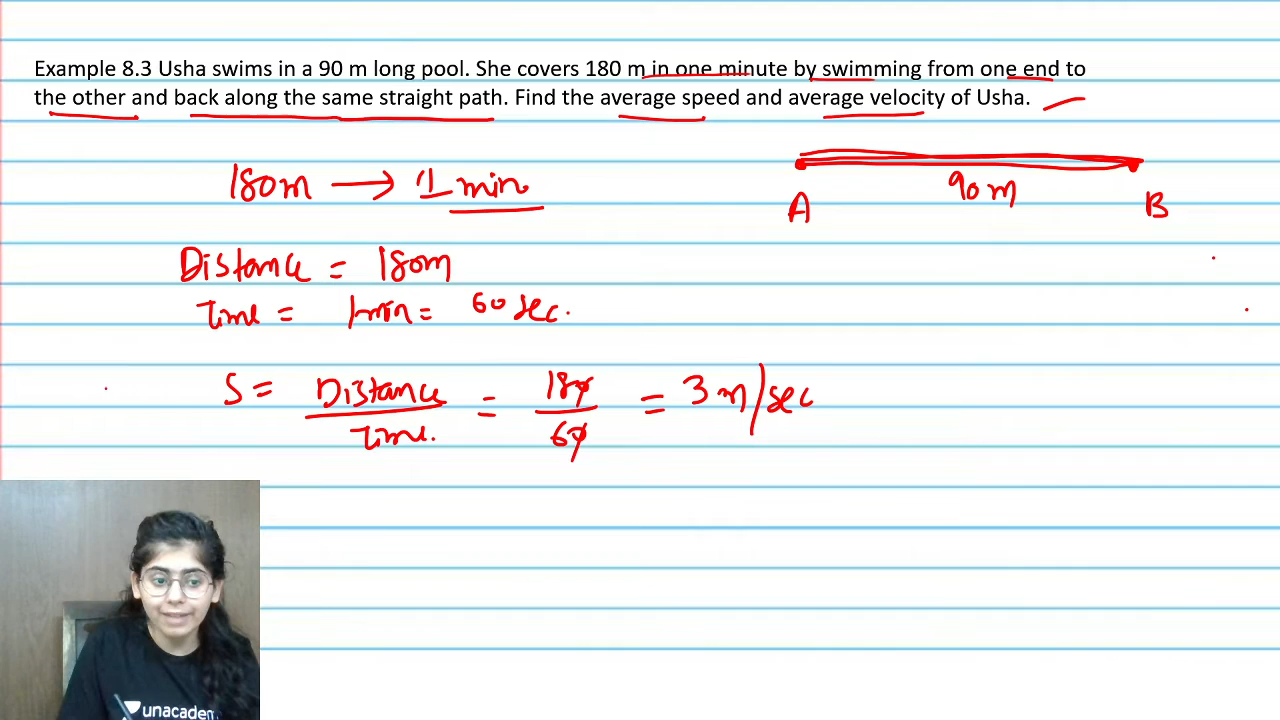 Example 8.3 Usha swims in a 90 m long pool. She covers 180 m in one minute by swimming from one end to
the other and back along the same straight path. Find the average speed and average velocity of Usha.
180m → 1 min
90 m
A B
Distance = 180m
Time = 1min = 60 sec.
S = Distance / Time = 180 / 60 = 3 m/sec
unacadem